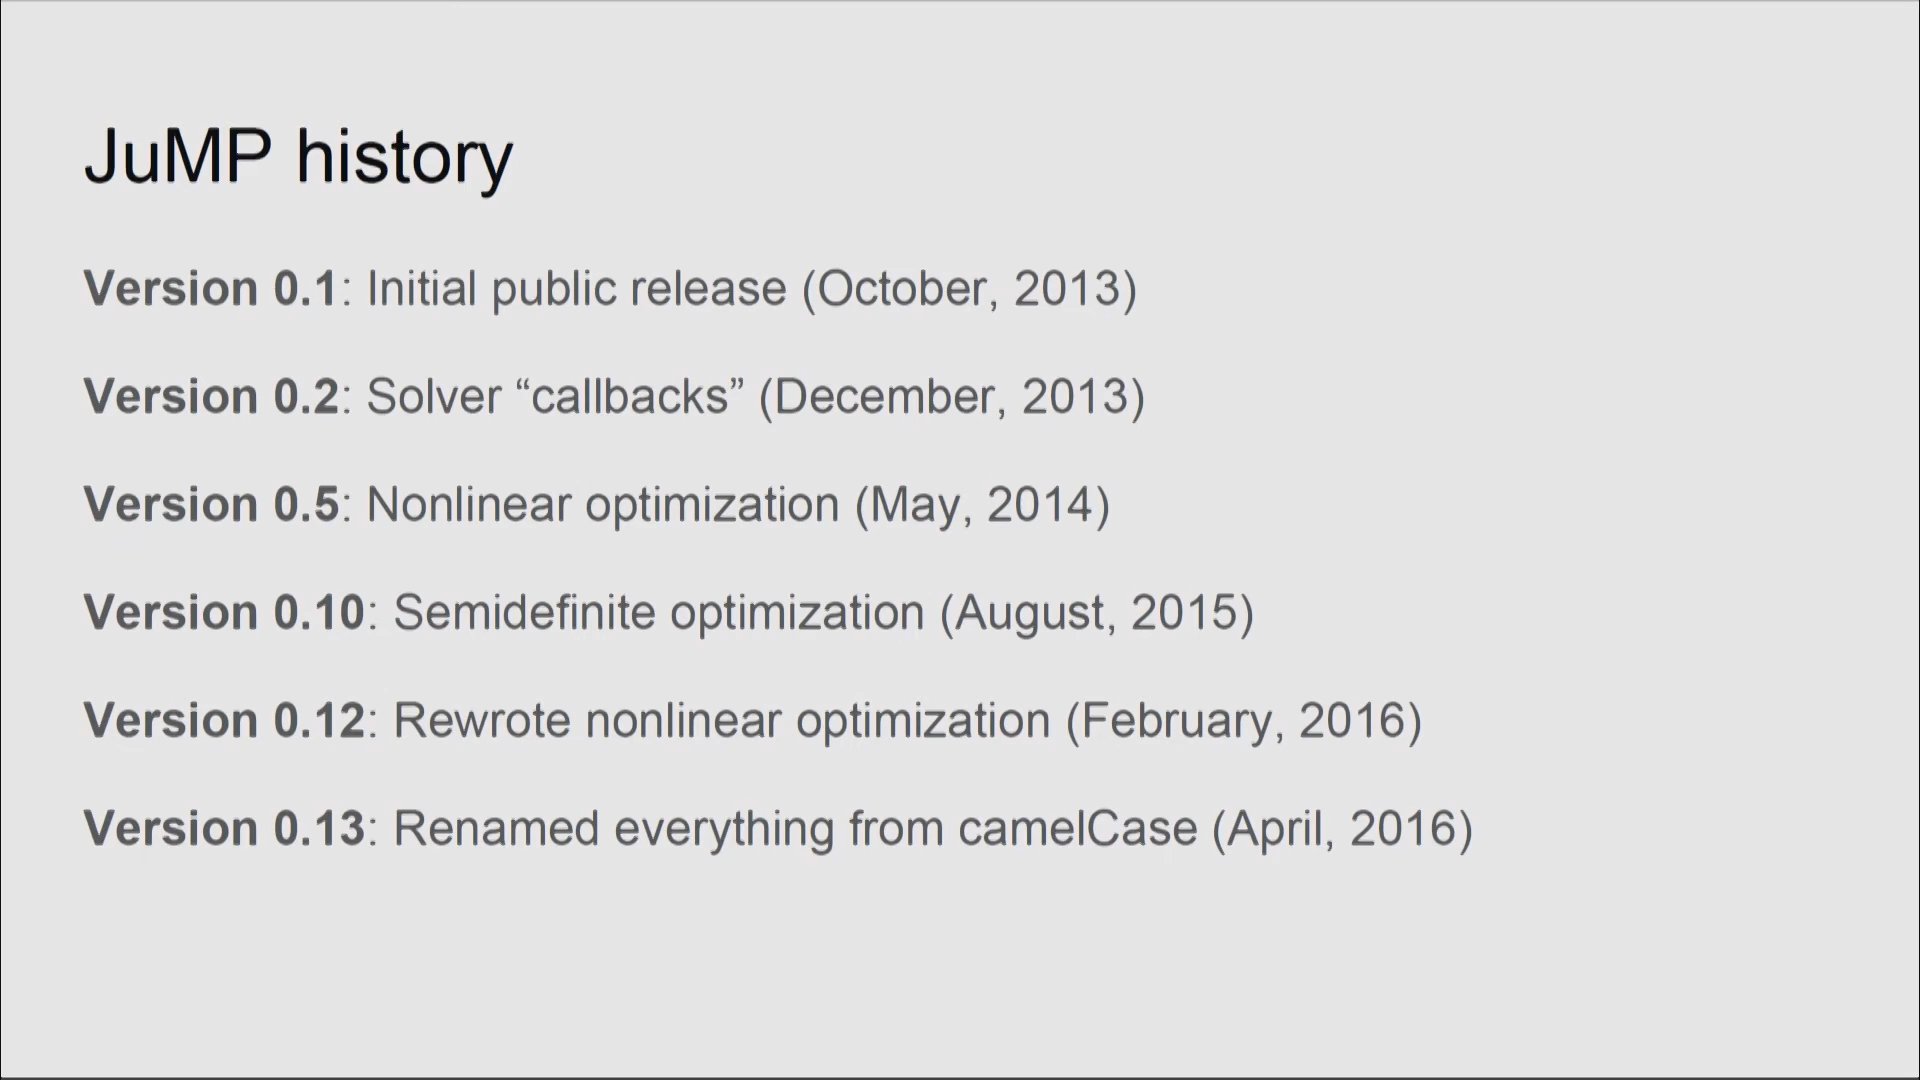 JuMP history
Version 0.1: Initial public release (October, 2013)
Version 0.2: Solver “callbacks” (December, 2013)
Version 0.5: Nonlinear optimization (May, 2014)
Version 0.10: Semidefinite optimization (August, 2015)
Version 0.12: Rewrote nonlinear optimization (February, 2016)
Version 0.13: Renamed everything from camelCase (April, 2016)